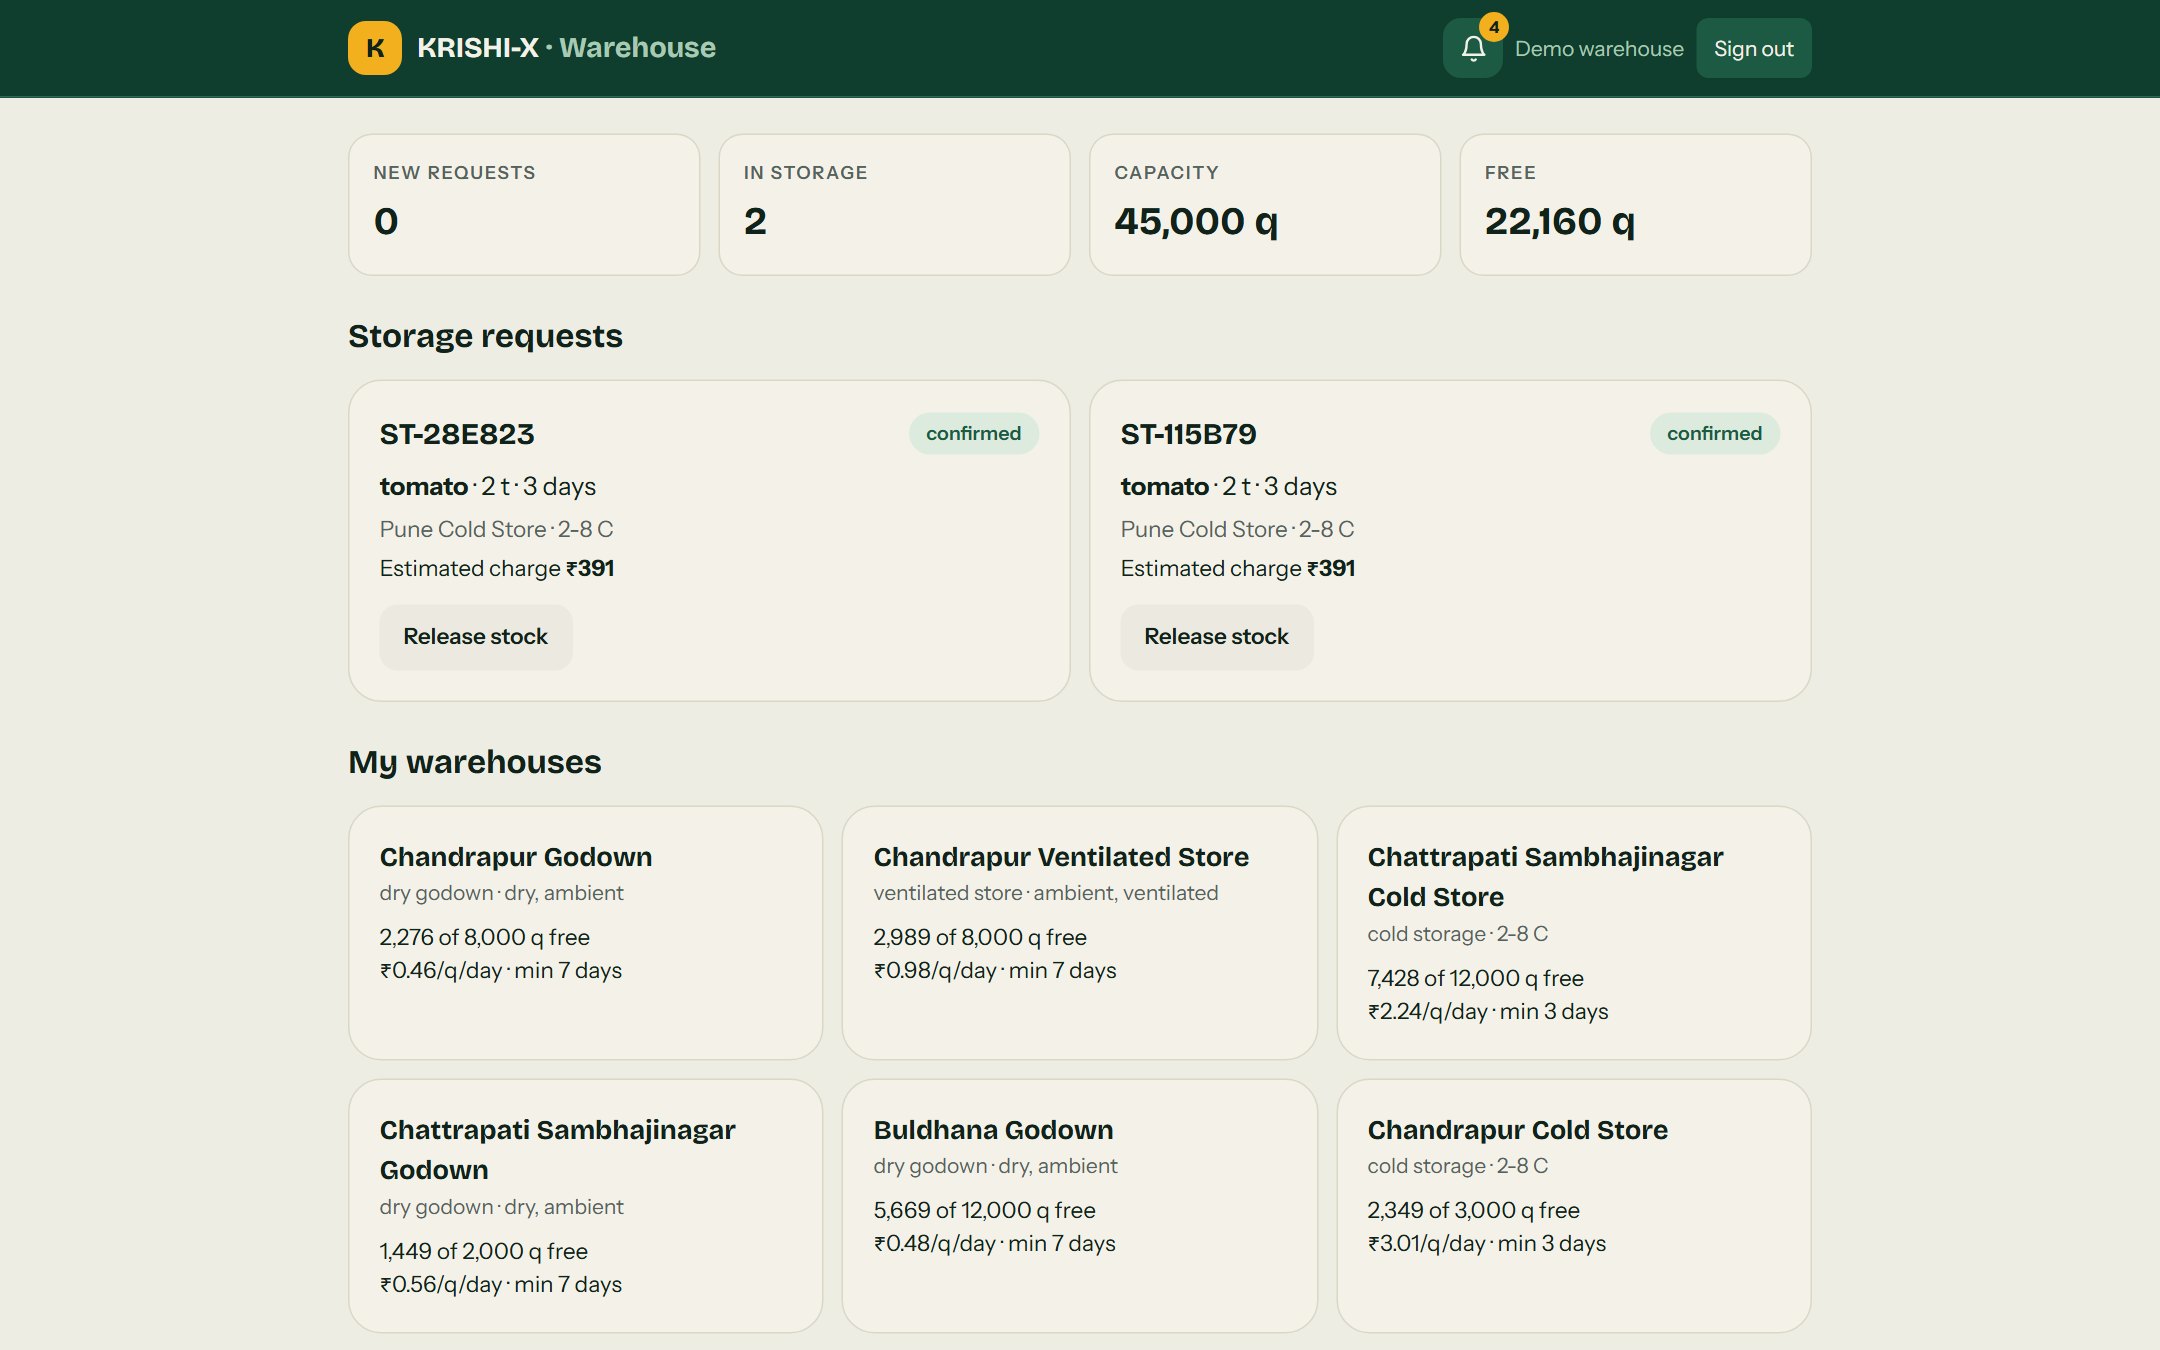 K
KRISHI-X · Warehouse
4
Demo warehouse
Sign out
NEW REQUESTS
0
IN STORAGE
2
CAPACITY
45,000 q
FREE
22,160 q
Storage requests
ST-28E823
confirmed
tomato · 2 t · 3 days
Pune Cold Store · 2-8 C
Estimated charge ₹391
Release stock
ST-115B79
confirmed
tomato · 2 t · 3 days
Pune Cold Store · 2-8 C
Estimated charge ₹391
Release stock
My warehouses
Chandrapur Godown
dry godown · dry, ambient
2,276 of 8,000 q free
₹0.46/q/day · min 7 days
Chandrapur Ventilated Store
ventilated store · ambient, ventilated
2,989 of 8,000 q free
₹0.98/q/day · min 7 days
Chattrapati Sambhajinagar
Cold Store
cold storage · 2-8 C
7,428 of 12,000 q free
₹2.24/q/day · min 3 days
Chattrapati Sambhajinagar
Godown
dry godown · dry, ambient
1,449 of 2,000 q free
₹0.56/q/day · min 7 days
Buldhana Godown
dry godown · dry, ambient
5,669 of 12,000 q free
₹0.48/q/day · min 7 days
Chandrapur Cold Store
cold storage · 2-8 C
2,349 of 3,000 q free
₹3.01/q/day · min 3 days